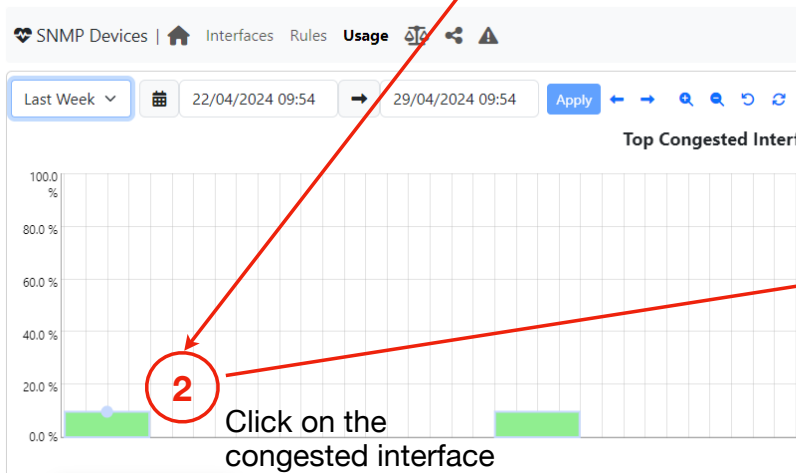 SNMP Devices | Interfaces Rules Usage
Last Week 22/04/2024 09:54 29/04/2024 09:54 Apply
Top Congested Interf
100.0
%
80.0 %
60.0 %
40.0 %
20.0 %
0.0 %
2
Click on the
congested interface